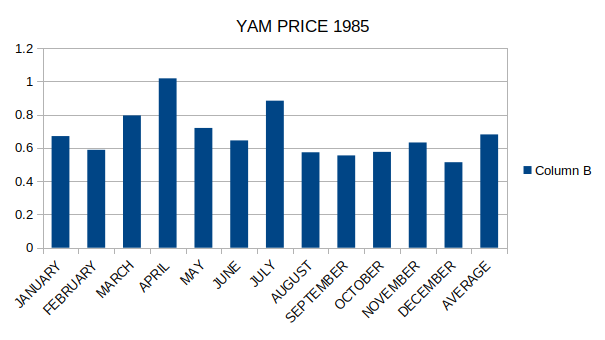 YAM PRICE 1985
1.2
1
0.8
0.6
0.4
0.2
0
JANUARY
FEBRUARY
MARCH
APRIL
MAY
JUNE
JULY
AUGUST
SEPTEMBER
OCTOBER
NOVEMBER
DECEMBER
AVERAGE
Column B